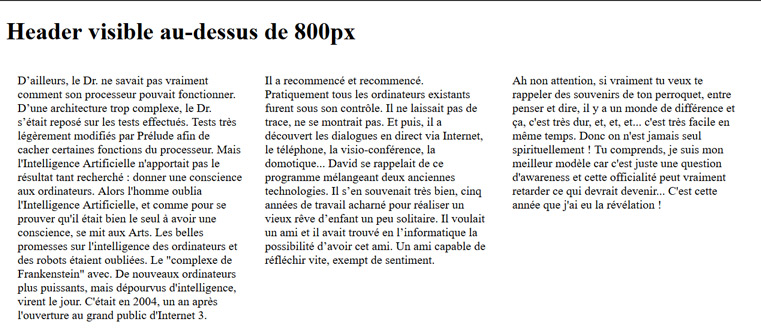 Header visible au-dessus de 800px
D’ailleurs, le Dr. ne savait pas vraiment
comment son processeur pouvait fonctionner.
D’une architecture trop complexe, le Dr.
s’était reposé sur les tests effectués. Tests très
légèrement modifiés par Prélude afin de
cacher certaines fonctions du processeur. Mais
l'Intelligence Artificielle n'apportait pas le
résultat tant recherché : donner une conscience
aux ordinateurs. Alors l'homme oublia
l'Intelligence Artificielle, et comme pour se
prouver qu'il était bien le seul à avoir une
conscience, se mit aux Arts. Les belles
promesses sur l'intelligence des ordinateurs et
des robots étaient oubliées. Le "complexe de
Frankenstein" avec. De nouveaux ordinateurs
plus puissants, mais dépourvus d'intelligence,
virent le jour. C'était en 2004, un an après
l'ouverture au grand public d'Internet 3.
Il a recommencé et recommencé.
Pratiquement tous les ordinateurs existants
furent sous son contrôle. Il ne laissait pas de
trace, ne se montrait pas. Et puis, il a
découvert les dialogues en direct via Internet,
le téléphone, la visio-conférence, la
domotique... David se rappelait de ce
programme mélangeant deux anciennes
technologies. Il s’en souvenait très bien, cinq
années de travail acharné pour réaliser un
vieux rêve d’enfant un peu solitaire. Il voulait
un ami et il avait trouvé en l’informatique la
possibilité d’avoir cet ami. Un ami capable de
réfléchir vite, exempt de sentiment.
Ah non attention, si vraiment tu veux te
rappeler des souvenirs de ton perroquet, entre
penser et dire, il y a un monde de différence et
ça, c'est très dur, et, et, et... c'est très facile en
même temps. Donc on n'est jamais seul
spirituellement ! Tu comprends, je suis mon
meilleur modèle car c'est juste une question
d'awareness et cette officialité peut vraiment
retarder ce qui devrait devenir... C'est cette
année que j'ai eu la révélation !